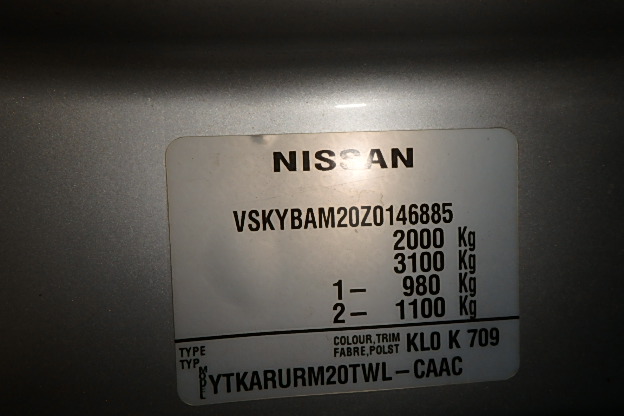 NISSAN
VSKYBAM20Z0146885
2000 Kg
3100 Kg
1- 980 Kg
2- 1100 Kg
TYPE
TYP
COLOUR,TRIM
FABRE,POLST
KL0 K 709
MODEL
YTKARURM20TWL-CAAC